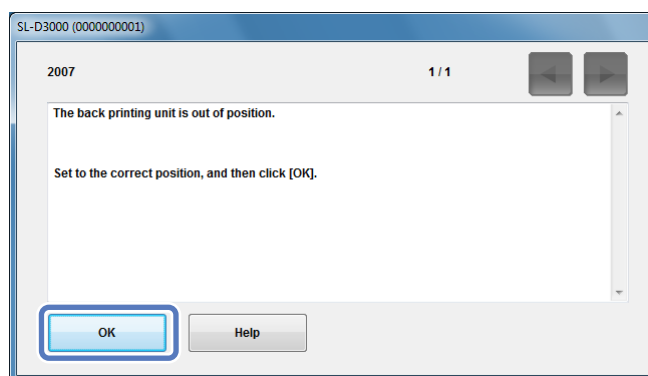 SL-D3000 (0000000001)
2007 1 / 1
The back printing unit is out of position.
Set to the correct position, and then click [OK].
OK Help